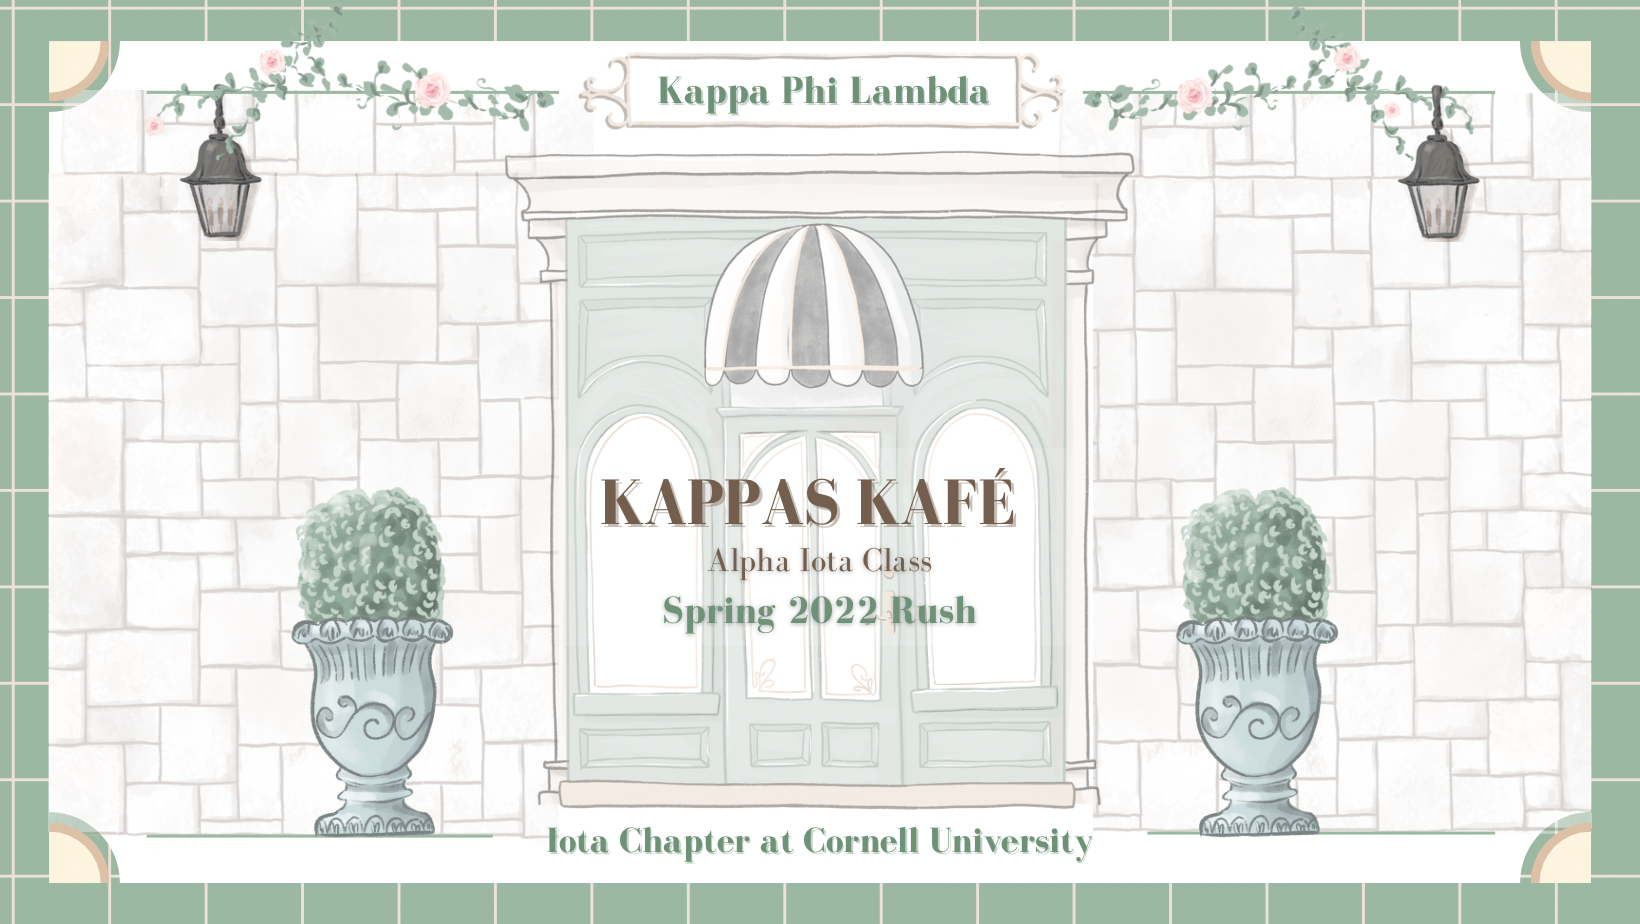 Kappa Phi Lambda
KAPPAS KAFÉ
Alpha Iota Class
Spring 2022 Rush
Iota Chapter at Cornell University